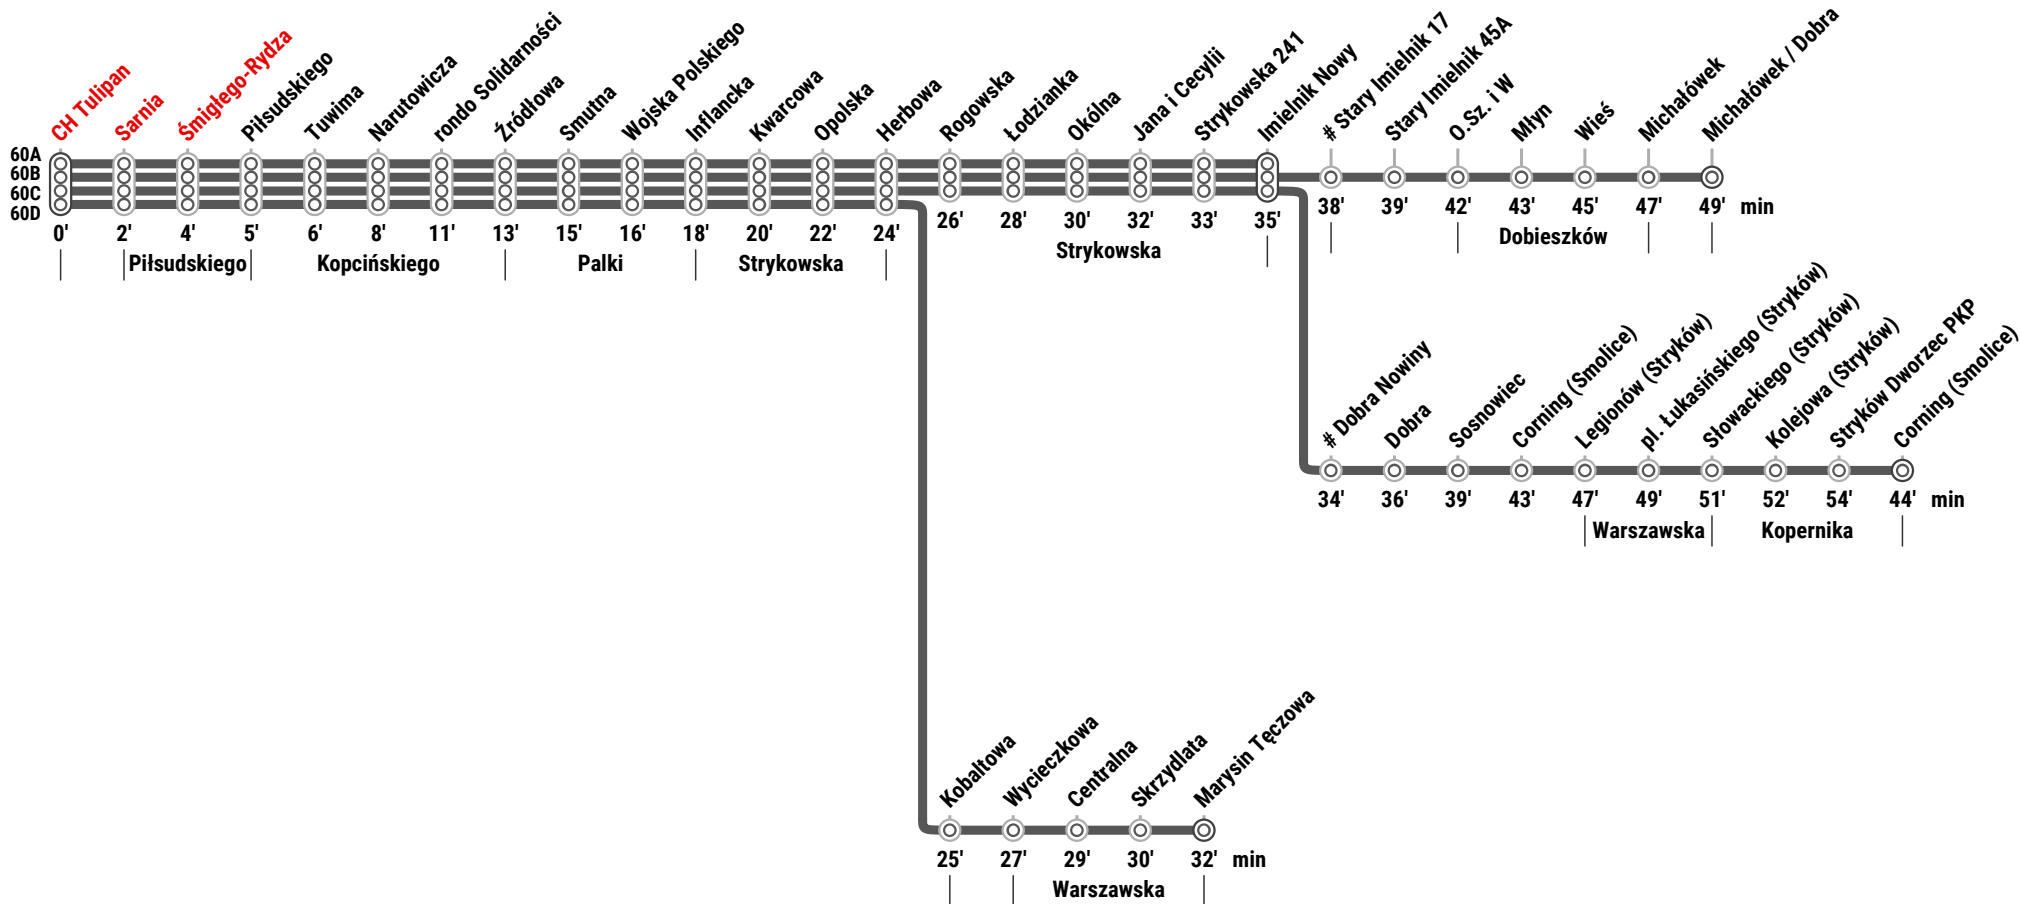 CH Tulipan
Sarnia
Śmigłego-Rydza
Piłsudskiego
Tuwima
Narutowicza
rondo Solidarności
Źródłowa
Smutna
Wojska Polskiego
Inflancka
Kwarcowa
Opolska
Herbowa
Rogowska
Łodzianka
Okólna
Jana i Cecylii
Strykowska 241
Imielnik Nowy
# Stary Imielnik 17
Stary Imielnik 45A
O.Sz. i W
Młyn
Wieś
Michałówek
Michałówek / Dobra
60A
60B
60C
60D
0' 2' 4' 5' 6' 8' 11' 13' 15' 16' 18' 20' 22' 24' 26' 28' 30' 32' 33' 35' 38' 39' 42' 43' 45' 47' 49' min
Piłsudskiego Kopcińskiego Palki Strykowska Strykowska Dobieszków
# Dobra Nowiny
Dobra
Sosnowiec
Corning (Smolice)
Legionów (Stryków)
pl. Łukasińskiego (Stryków)
Słowackiego (Stryków)
Kolejowa (Stryków)
Stryków Dworzec PKP
Corning (Smolice)
34' 36' 39' 43' 47' 49' 51' 52' 54' 44' min
Warszawska Kopernika
Kobaltowa
Wycieczkowa
Centralna
Skrzydlata
Marysin Tęczowa
25' 27' 29' 30' 32' min
Warszawska